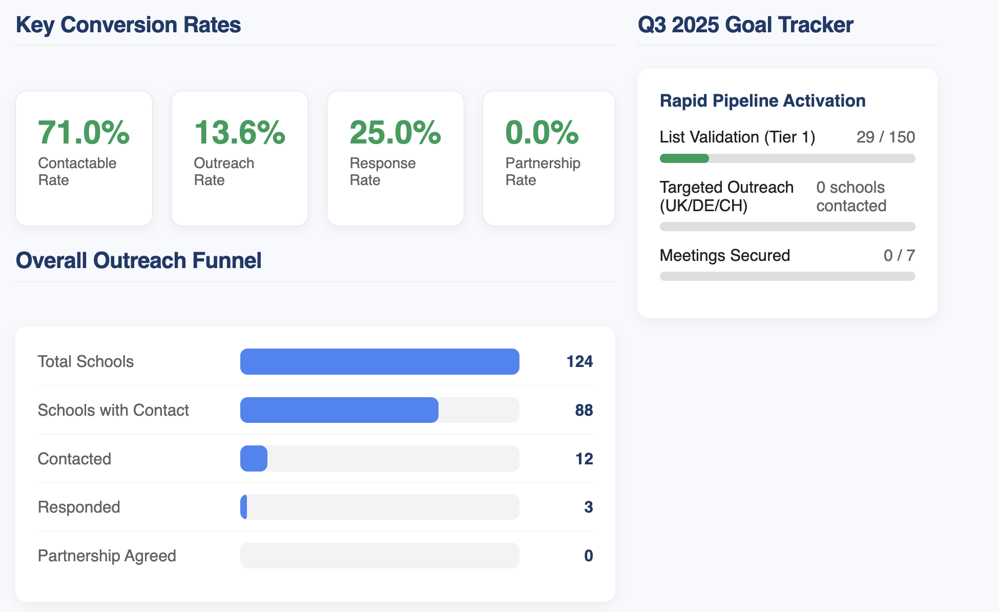 Key Conversion Rates
71.0%
Contactable
Rate
13.6%
Outreach
Rate
25.0%
Response
Rate
0.0%
Partnership
Rate
Overall Outreach Funnel
Total Schools 124
Schools with Contact 88
Contacted 12
Responded 3
Partnership Agreed 0
Q3 2025 Goal Tracker
Rapid Pipeline Activation
List Validation (Tier 1) 29 / 150
Targeted Outreach
(UK/DE/CH)
0 schools
contacted
Meetings Secured 0 / 7